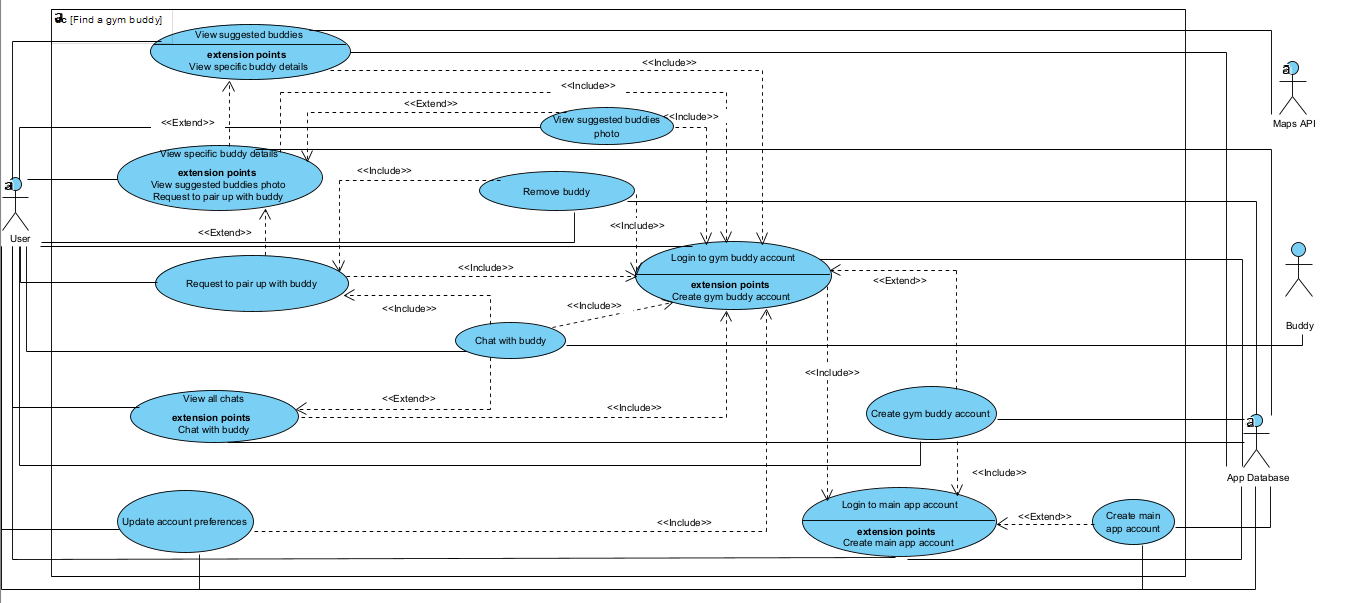 uc [Find a gym buddy]
View suggested buddies
extension points
View specific buddy details
<<Include>>
<<Include>>
<<Extend>>
<<Include>>
View suggested buddies
photo
<<Extend>>
Maps API
View specific buddy details
extension points
View suggested buddies photo
Request to pair up with buddy
<<Include>>
Remove buddy
User
<<Extend>>
<<Include>>
Login to gym buddy account
extension points
Create gym buddy account
<<Include>>
Request to pair up with buddy
<<Extend>>
<<Include>>
<<Include>>
Buddy
Chat with buddy
<<Include>>
View all chats
extension points
Chat with buddy
<<Extend>>
<<Include>>
Create gym buddy account
App Database
<<Include>>
Login to main app account
extension points
Create main app account
<<Extend>>
Create main
app account
Update account preferences
<<Include>>